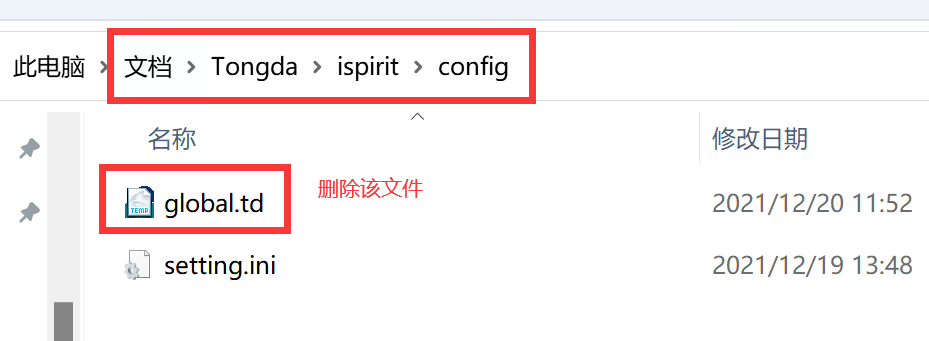 此电脑 > 文档 > Tongda > ispirit > config
名称 修改日期
global.td 删除该文件 2021/12/20 11:52
TEMP
setting.ini 2021/12/19 13:48